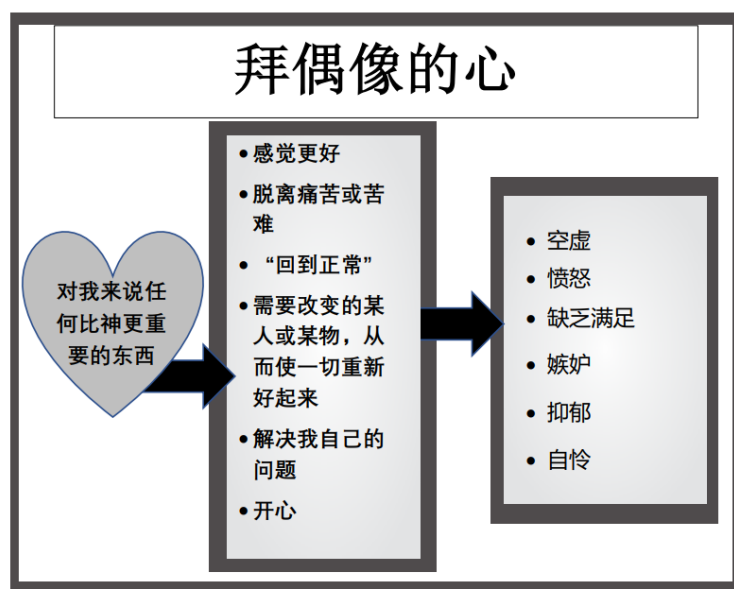 拜偶像的心
对我来说任
何比神更重
要的东西
•感觉更好
•脱离痛苦或苦
难
• “回到正常”
•需要改变的某
人或某物，从
而使一切重新
好起来
•解决我自己的
问题
•开心
• 空虚
• 愤怒
• 缺乏满足
• 嫉妒
• 抑郁
• 自怜